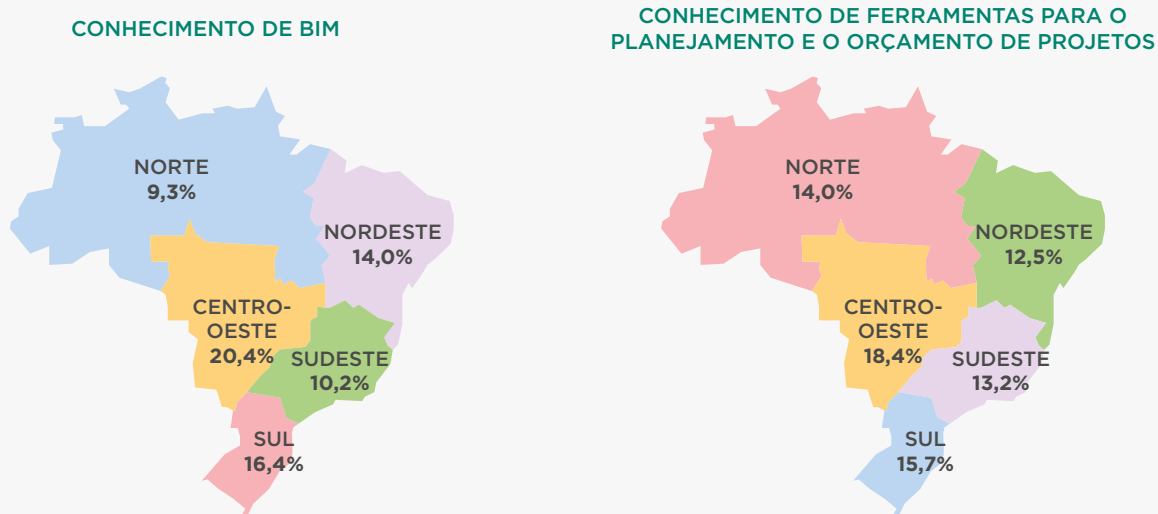 CONHECIMENTO DE BIM
NORTE
9,3%
NORDESTE
14,0%
CENTRO-
OESTE
20,4%
SUDESTE
10,2%
SUL
16,4%
CONHECIMENTO DE FERRAMENTAS PARA O
PLANEJAMENTO E O ORÇAMENTO DE PROJETOS
NORTE
14,0%
NORDESTE
12,5%
CENTRO-
OESTE
18,4%
SUDESTE
13,2%
SUL
15,7%